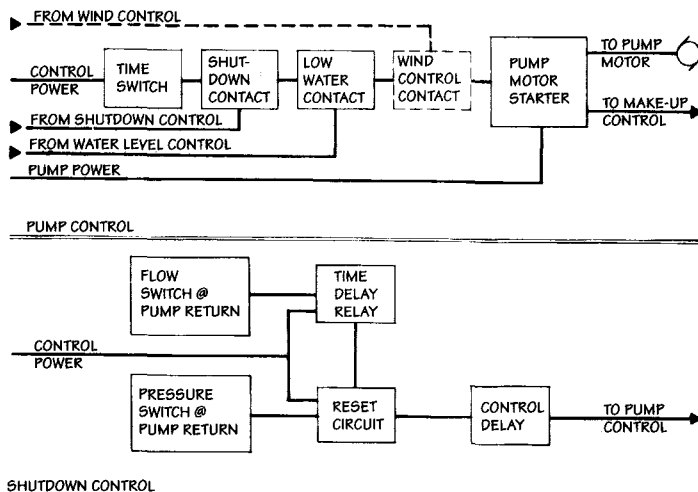 FROM WIND CONTROL
CONTROL
POWER
TIME
SWITCH
SHUT-
DOWN
CONTACT
LOW
WATER
CONTACT
WIND
CONTROL
CONTACT
PUMP
MOTOR
STARTER
TO PUMP
MOTOR
TO MAKE-UP
CONTROL
FROM SHUTDOWN CONTROL
FROM WATER LEVEL CONTROL
PUMP POWER
PUMP CONTROL
FLOW
SWITCH @
PUMP RETURN
TIME
DELAY
RELAY
CONTROL
POWER
PRESSURE
SWITCH @
PUMP RETURN
RESET
CIRCUIT
CONTROL
DELAY
TO PUMP
CONTROL
SHUTDOWN CONTROL